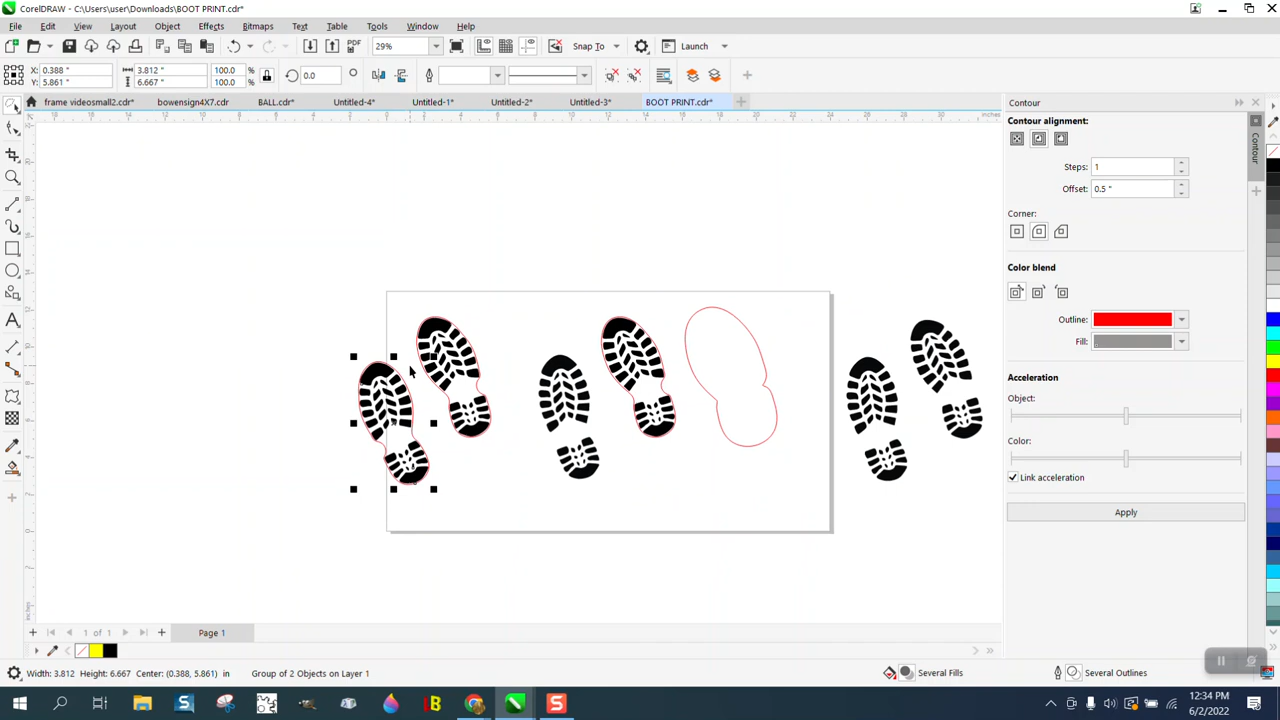 CorelDRAW - C:\Users\user\Downloads\BOOT PRINT.cdr*
File Edit View Layout Object Effects Bitmaps Text Table Tools Window Help
PDF 29% Snap To Launch
X: 0.388 " 3.812 " 100.0 % 0.0
Y: 5.861 " 6.667 " 100.0 %
frame videosmall2.cdr* bowensign4X7.cdr BALL.cdr* Untitled-4* Untitled-1* Untitled-2* Untitled-3* BOOT PRINT.cdr*
Contour
Contour alignment:
Contour
Steps: 1
Offset: 0.5 "
Corner:
Color blend
Outline:
Fill:
Acceleration
Object:
Color:
Link acceleration
Apply
1 of 1 Page 1
Width: 3.812 Height: 6.667 Center: (0.388, 5.861) in Group of 2 Objects on Layer 1 Several Fills Several Outlines
12:34 PM
6/2/2022